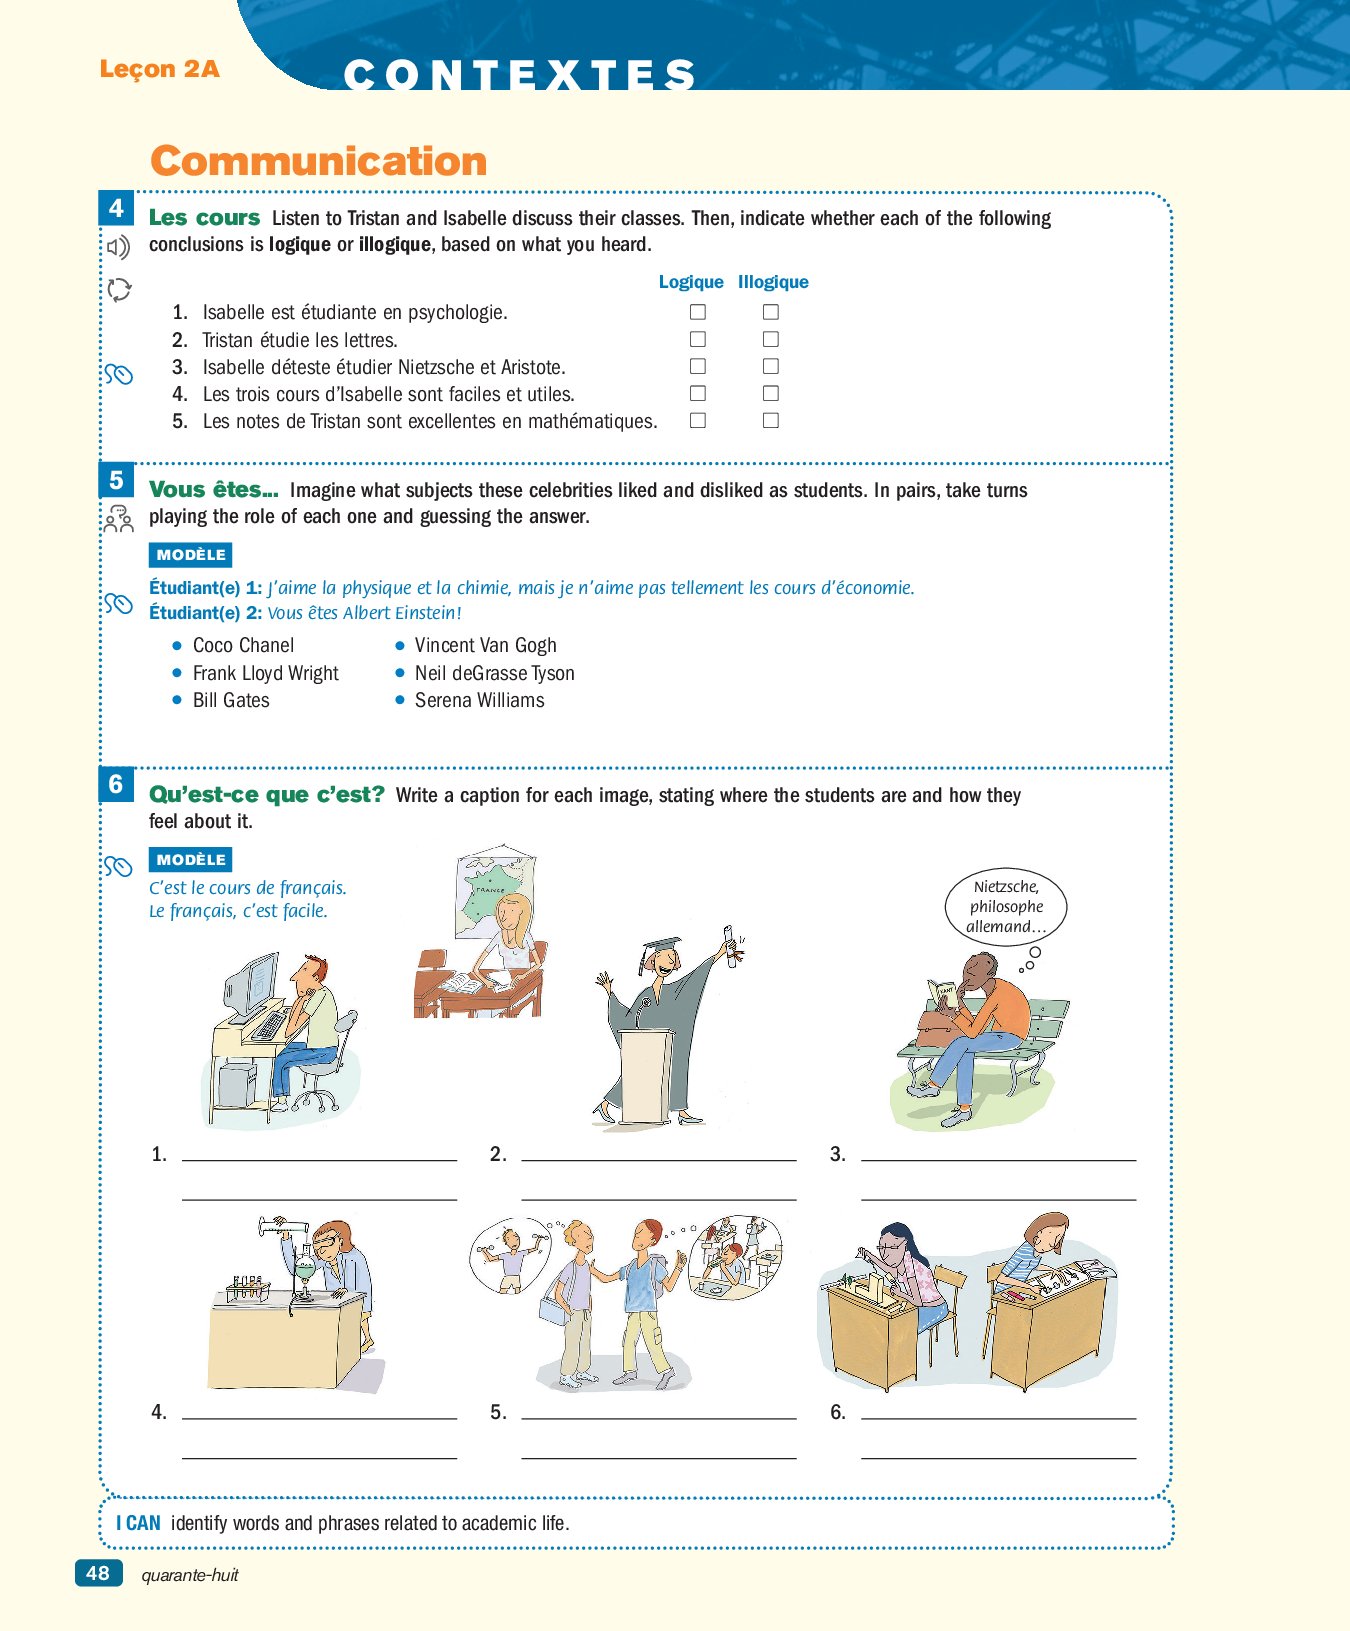 Leçon 2A
CONTEXTES
Communication
4
Les cours Listen to Tristan and Isabelle discuss their classes. Then, indicate whether each of the following
conclusions is logique or illogique, based on what you heard.
Logique Illogique
1. Isabelle est étudiante en psychologie.
2. Tristan étudie les lettres.
3. Isabelle déteste étudier Nietzsche et Aristote.
4. Les trois cours d'Isabelle sont faciles et utiles.
5. Les notes de Tristan sont excellentes en mathématiques.
5
Vous êtes... Imagine what subjects these celebrities liked and disliked as students. In pairs, take turns
playing the role of each one and guessing the answer.
MODÈLE
Étudiant(e) 1: J'aime la physique et la chimie, mais je n'aime pas tellement les cours d'économie.
Étudiant(e) 2: Vous êtes Albert Einstein!
• Coco Chanel
• Frank Lloyd Wright
• Bill Gates
• Vincent Van Gogh
• Neil deGrasse Tyson
• Serena Williams
6
Qu'est-ce que c'est? Write a caption for each image, stating where the students are and how they
feel about it.
MODÈLE
C'est le cours de français.
Le français, c'est facile.
FRANCE
Nietzsche,
philosophe
allemand...
KANT
1.
2.
3.
4.
5.
6.
I CAN identify words and phrases related to academic life.
48
quarante-huit